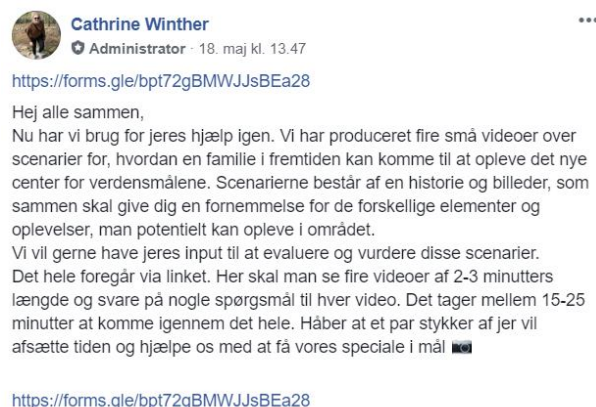 Cathrine Winther
Administrator · 18. maj kl. 13.47
https://forms.gle/bpt72gBMWJJsBEa28
Hej alle sammen,
Nu har vi brug for jeres hjælp igen. Vi har produceret fire små videoer over
scenarier for, hvordan en familie i fremtiden kan komme til at opleve det nye
center for verdensmålene. Scenarierne består af en historie og billeder, som
sammen skal give dig en fornemmelse for de forskellige elementer og
oplevelser, man potentielt kan opleve i området.
Vi vil gerne have jeres input til at evaluere og vurdere disse scenarier.
Det hele foregår via linket. Her skal man se fire videoer af 2-3 minutters
længde og svare på nogle spørgsmål til hver video. Det tager mellem 15-25
minutter at komme igennem det hele. Håber at et par stykker af jer vil
afsætte tiden og hjælpe os med at få vores speciale i mål 📷
https://forms.gle/bpt72gBMWJJsBEa28